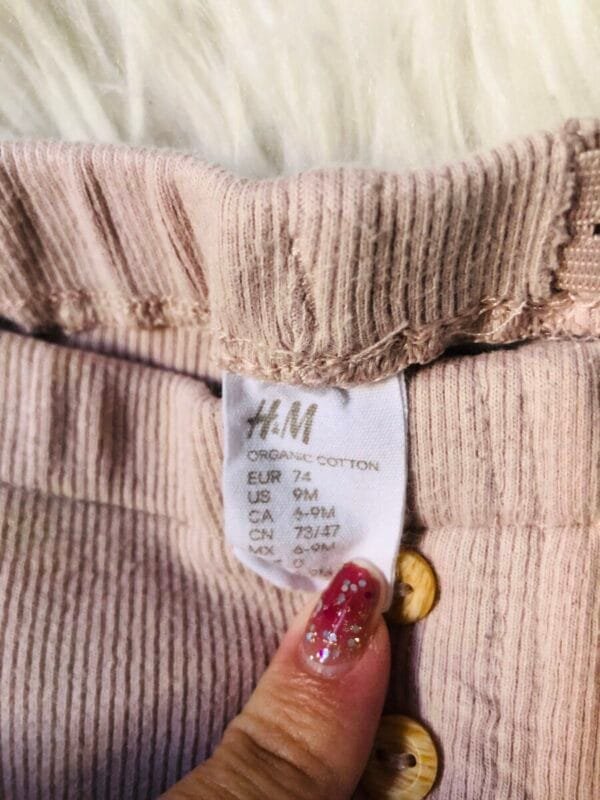 H&M
ORGANIC COTTON
EUR 74
US 9M
CA 6-9M
CN 73/47
MX 6-9M